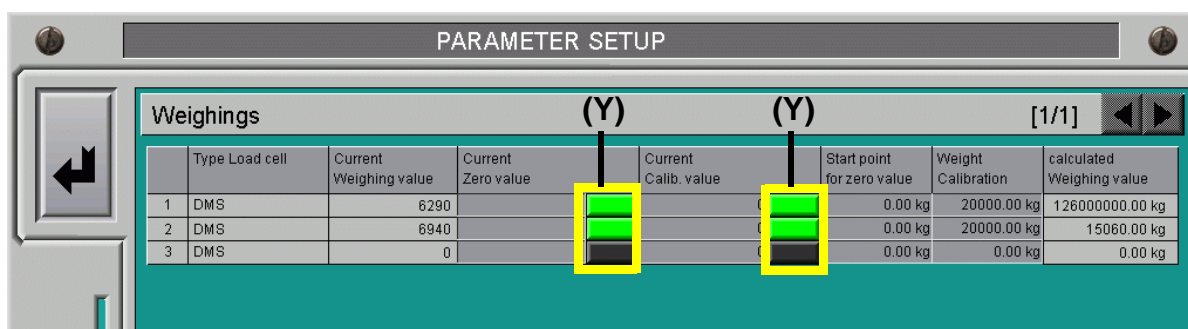 PARAMETER SETUP
Weighings (Y) (Y) [1/1]
Type Load cell Current Weighing value Current Zero value Current Calib. value Start point for zero value Weight Calibration calculated Weighing value
1 DMS 6290 0.00 kg 20000.00 kg 126000000.00 kg
2 DMS 6940 0.00 kg 20000.00 kg 15060.00 kg
3 DMS 0 0.00 kg 0.00 kg 0.00 kg